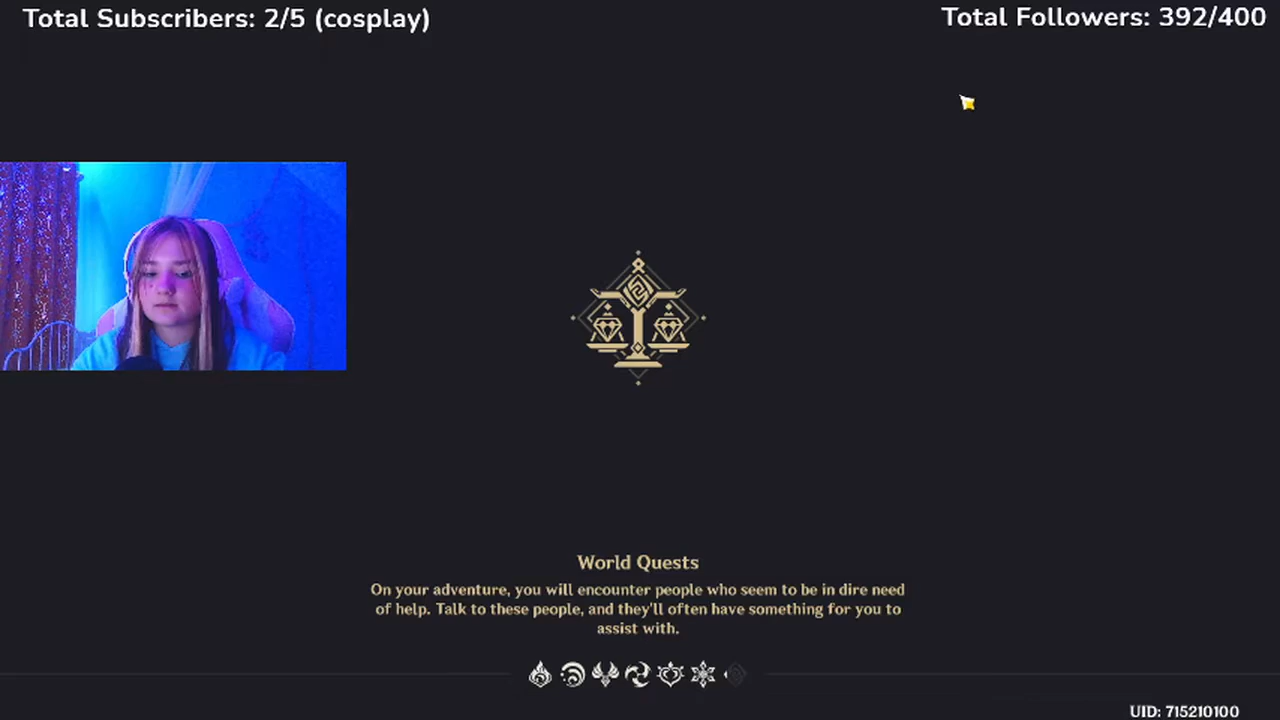 Total Subscribers: 2/5 (cosplay)
Total Followers: 392/400
World Quests
On your adventure, you will encounter people who seem to be in dire need
of help. Talk to these people, and they'll often have something for you to
assist with.
UID: 715210100